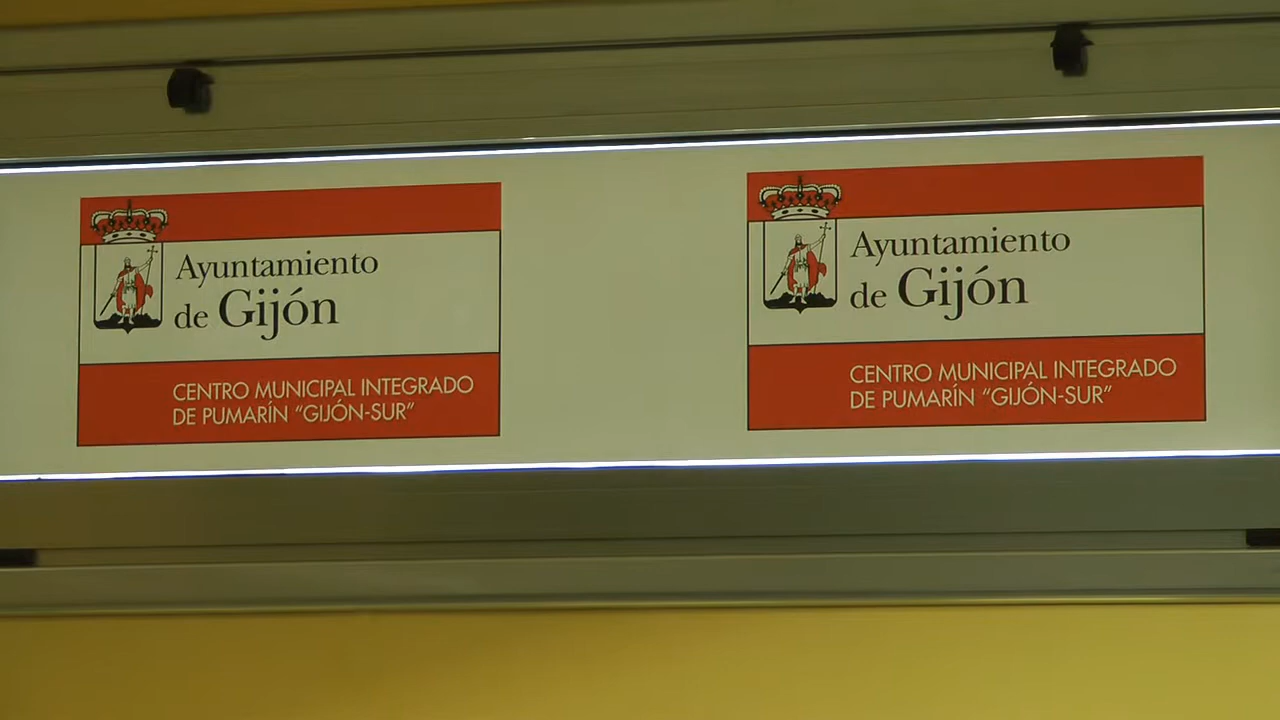 Ayuntamiento
de Gijón
CENTRO MUNICIPAL INTEGRADO
DE PUMARÍN “GIJÓN-SUR”
Ayuntamiento
de Gijón
CENTRO MUNICIPAL INTEGRADO
DE PUMARÍN “GIJÓN-SUR”